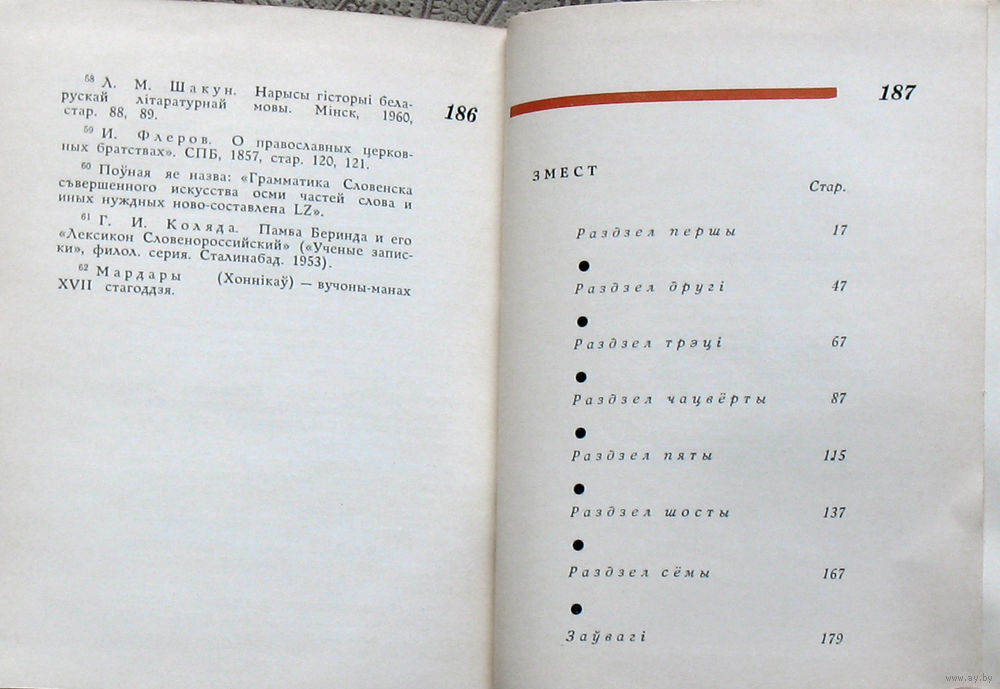 58 Л. М. Шакун. Нарысы гісторыі бела-
рускай літаратурнай мовы. Мінск, 1960,
стар. 88, 89.
59 И. Флеров. О православных церков-
ных братствах». СПБ, 1857, стар. 120, 121.
60 Поўная яе назва: «Грамматика Словенска
съвершенного искусства осми частей слова и
иных нуждных ново-составлена LZ».
61 Г. И. Коляда. Памва Беринда и его
«Лексикон Словенороссийский» («Ученые запис-
ки», филол. серия. Сталинабад. 1953).
62 Мардары (Хоннікаў) — вучоны-манах
XVII стагоддзя.
186
187
ЗМЕСТ
Стар.
Раздзел першы 17
Раздзел другі 47
Раздзел трэці 67
Раздзел чацвёрты 87
Раздзел пяты 115
Раздзел шосты 137
Раздзел сёмы 167
Заўвагі 179
www.ay.by